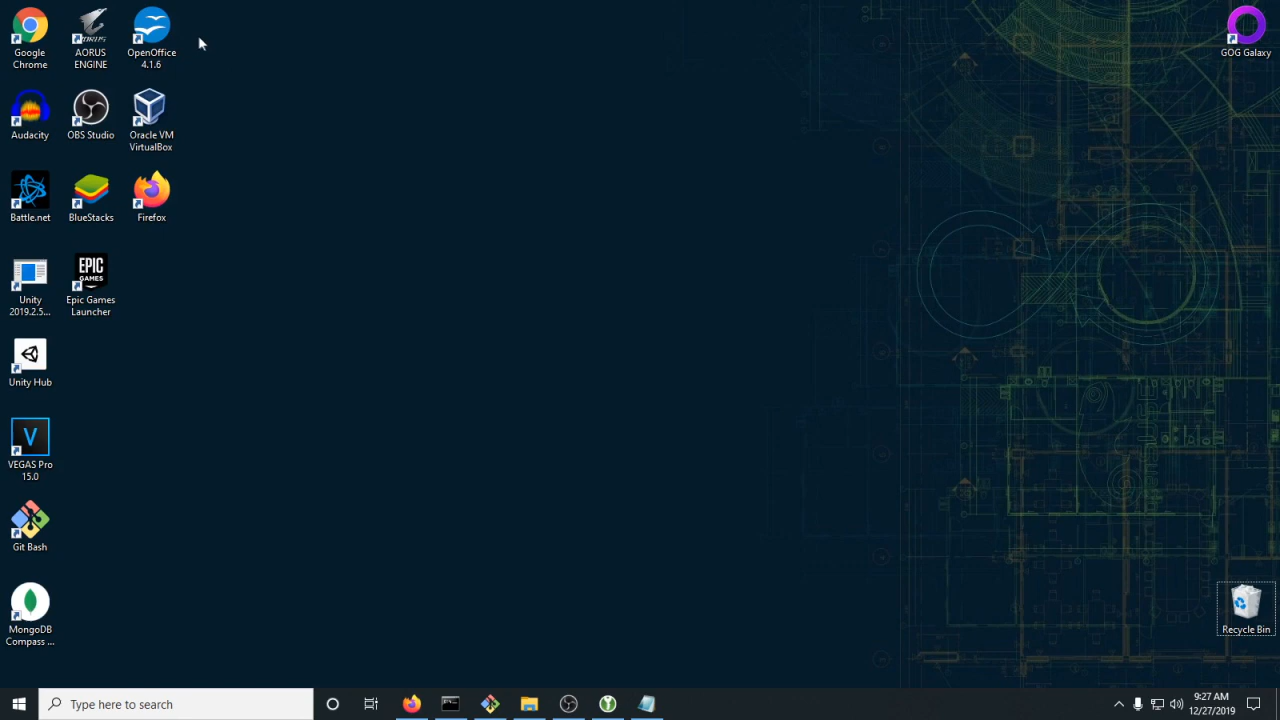 Google
Chrome
AORUS
ENGINE
OpenOffice
4.1.6
GOG Galaxy
Audacity
OBS Studio
Oracle VM
VirtualBox
Battle.net
BlueStacks
Firefox
Unity
2019.2.5...
EPIC
GAMES
Epic Games
Launcher
Unity Hub
V
VEGAS Pro
15.0
Git Bash
MongoDB
Compass ...
Recycle Bin
Type here to search
9:27 AM
12/27/2019